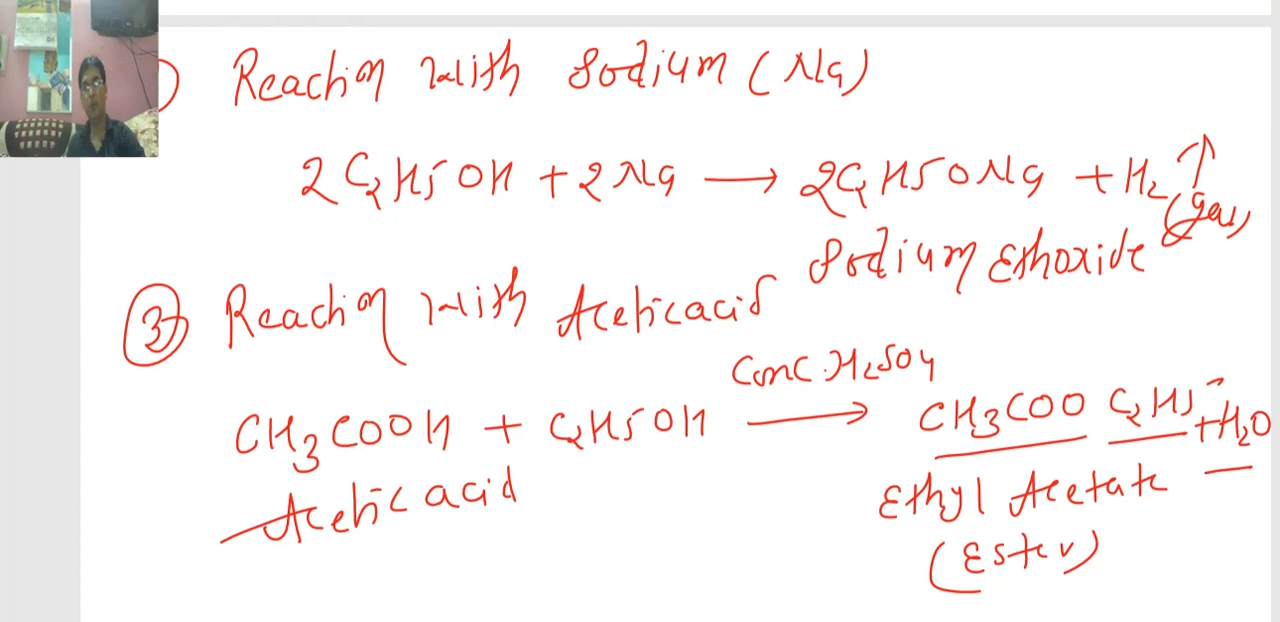 ) Reaction with Sodium (Na)
2C2H5OH + 2Na → 2C2H5ONa + H2 ↑
(gas)
Sodium Ethoxide
(3) Reaction with Acetic acid
Conc. H2SO4
CH3COOH + C2H5OH → CH3COO C2H5 + H2O
Acetic acid
Ethyl Acetate
(Ester)